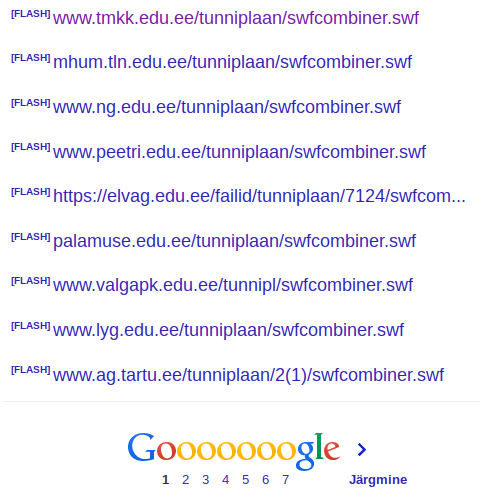 [FLASH] www.tmkk.edu.ee/tunniplaan/swfcombiner.swf
[FLASH] mhum.tln.edu.ee/tunniplaan/swfcombiner.swf
[FLASH] www.ng.edu.ee/tunniplaan/swfcombiner.swf
[FLASH] www.peetri.edu.ee/tunniplaan/swfcombiner.swf
[FLASH] https://elvag.edu.ee/failid/tunniplaan/7124/swfcom...
[FLASH] palamuse.edu.ee/tunniplaan/swfcombiner.swf
[FLASH] www.valgapk.edu.ee/tunnipl/swfcombiner.swf
[FLASH] www.lyg.edu.ee/tunniplaan/swfcombiner.swf
[FLASH] www.ag.tartu.ee/tunniplaan/2(1)/swfcombiner.swf
Goooooooogle >
1 2 3 4 5 6 7 Järgmine